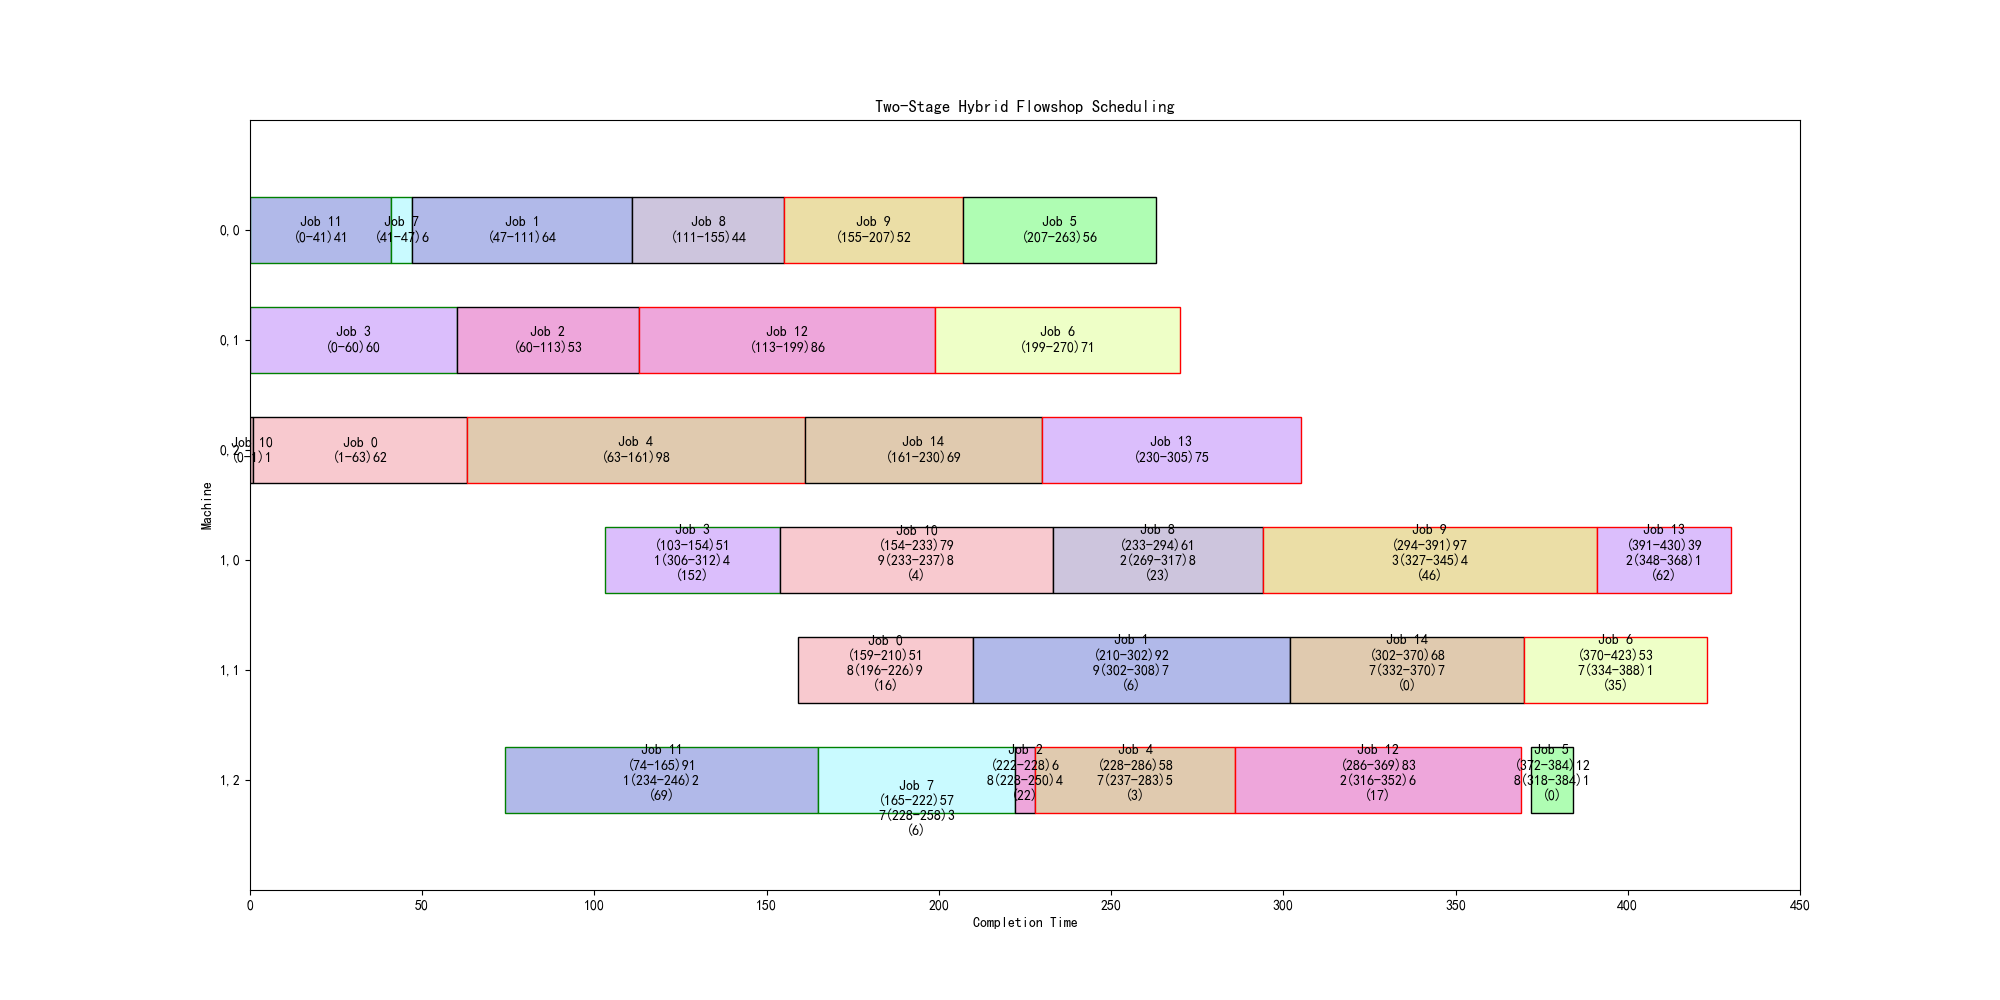 Two-Stage Hybrid Flowshop Scheduling
Machine
0,0
Job 11
(0-41)41
Job 7
(41-47)6
Job 1
(47-111)64
Job 8
(111-155)44
Job 9
(155-207)52
Job 5
(207-263)56
0,1
Job 3
(0-60)60
Job 2
(60-113)53
Job 12
(113-199)86
Job 6
(199-270)71
0,2
Job 10
(0-1)1
Job 0
(1-63)62
Job 4
(63-161)98
Job 14
(161-230)69
Job 13
(230-305)75
1,0
Job 3
(103-154)51
1(306-312)4
(152)
Job 10
(154-233)79
9(233-237)8
(4)
Job 8
(233-294)61
2(269-317)8
(23)
Job 9
(294-391)97
3(327-345)4
(46)
Job 13
(391-430)39
2(348-368)1
(62)
1,1
Job 0
(159-210)51
8(196-226)9
(16)
Job 1
(210-302)92
9(302-308)7
(6)
Job 14
(302-370)68
7(332-370)7
(0)
Job 6
(370-423)53
7(334-388)1
(35)
1,2
Job 11
(74-165)91
1(234-246)2
(69)
Job 7
(165-222)57
7(228-258)3
(6)
Job 2
(222-228)6
8(228-250)4
(22)
Job 4
(228-286)58
7(237-283)5
(3)
Job 12
(286-369)83
2(316-352)6
(17)
Job 5
(372-384)12
8(318-384)1
(0)
0 50 100 150 200 250 300 350 400 450
Completion Time